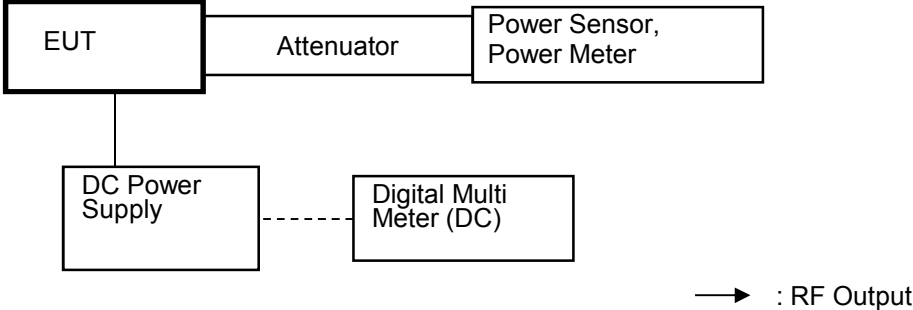 EUT
Attenuator
Power Sensor,
Power Meter
DC Power
Supply
Digital Multi
Meter (DC)
: RF Output